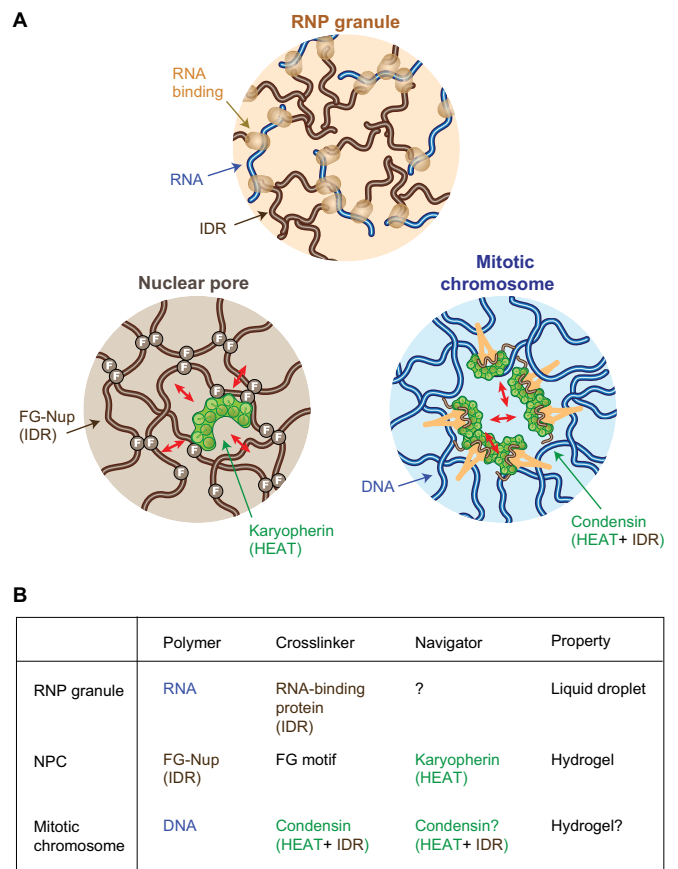 A
RNP granule
RNA
binding
RNA
IDR
Nuclear pore
F F F F F F F F F F F F F F F F F F
FG-Nup
(IDR)
Karyopherin
(HEAT)
Mitotic
chromosome
DNA
Condensin
(HEAT+ IDR)
B
Polymer Crosslinker Navigator Property
RNP granule RNA RNA-binding ? Liquid droplet
protein
(IDR)
NPC FG-Nup FG motif Karyopherin Hydrogel
(IDR) (HEAT)
Mitotic DNA Condensin Condensin? Hydrogel?
chromosome (HEAT+ IDR) (HEAT+ IDR)